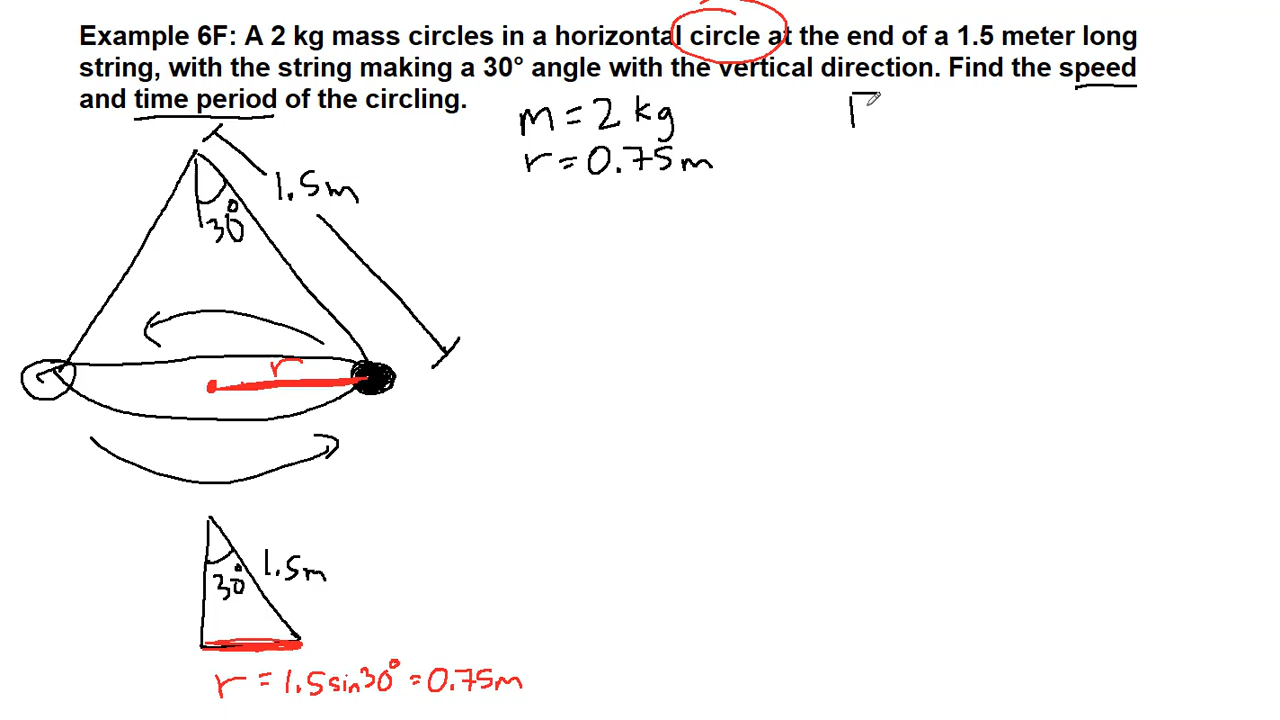 Example 6F: A 2 kg mass circles in a horizontal circle at the end of a 1.5 meter long
string, with the string making a 30° angle with the vertical direction. Find the speed
and time period of the circling.
m = 2 kg
r = 0.75m
1.5m
30°
r
1.5m
30°
r = 1.5sin30° = 0.75m